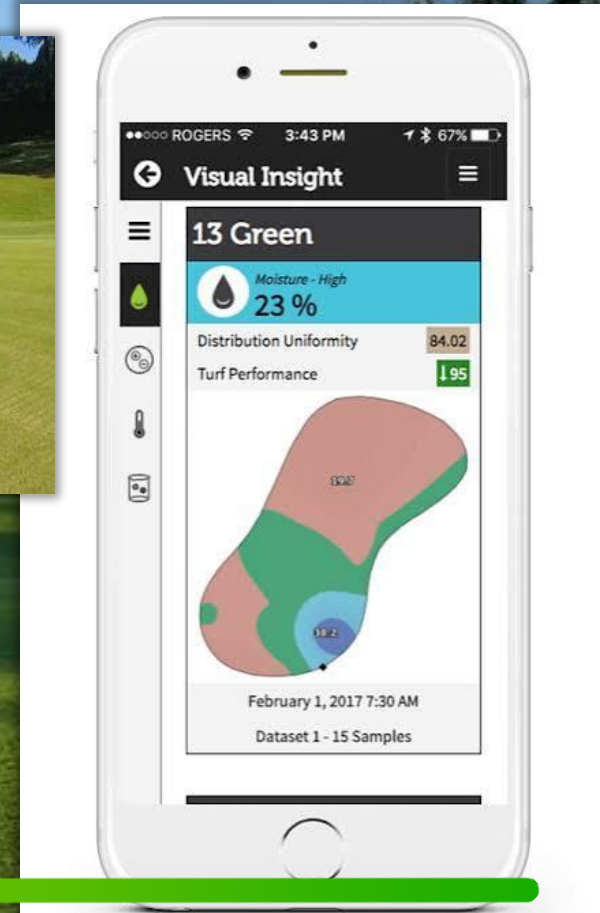 ROGERS 3:43 PM 67%
Visual Insight
13 Green
Moisture - High
23 %
Distribution Uniformity 84.02
Turf Performance ↓95
19.7
38.2
February 1, 2017 7:30 AM
Dataset 1 - 15 Samples